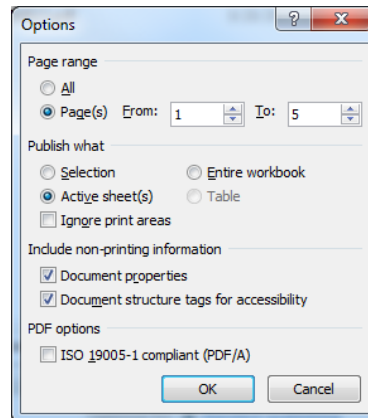 Options
Page range
All
Page(s) From: 1 To: 5
Publish what
Selection Entire workbook
Active sheet(s) Table
Ignore print areas
Include non-printing information
Document properties
Document structure tags for accessibility
PDF options
ISO 19005-1 compliant (PDF/A)
OK Cancel